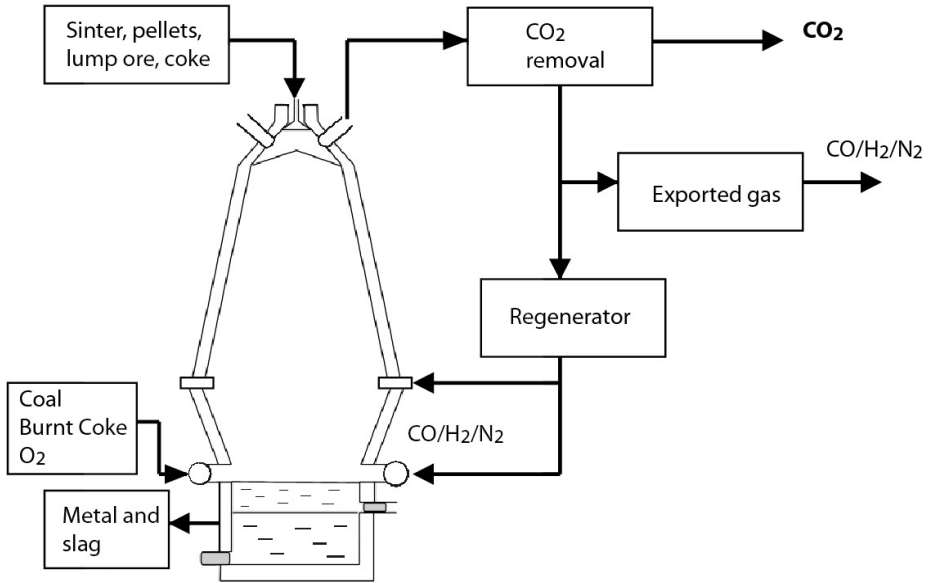 Sinter, pellets,
lump ore, coke
CO2
removal
CO2
CO/H2/N2
Exported gas
Regenerator
Coal
Burnt Coke
O2
CO/H2/N2
Metal and
slag